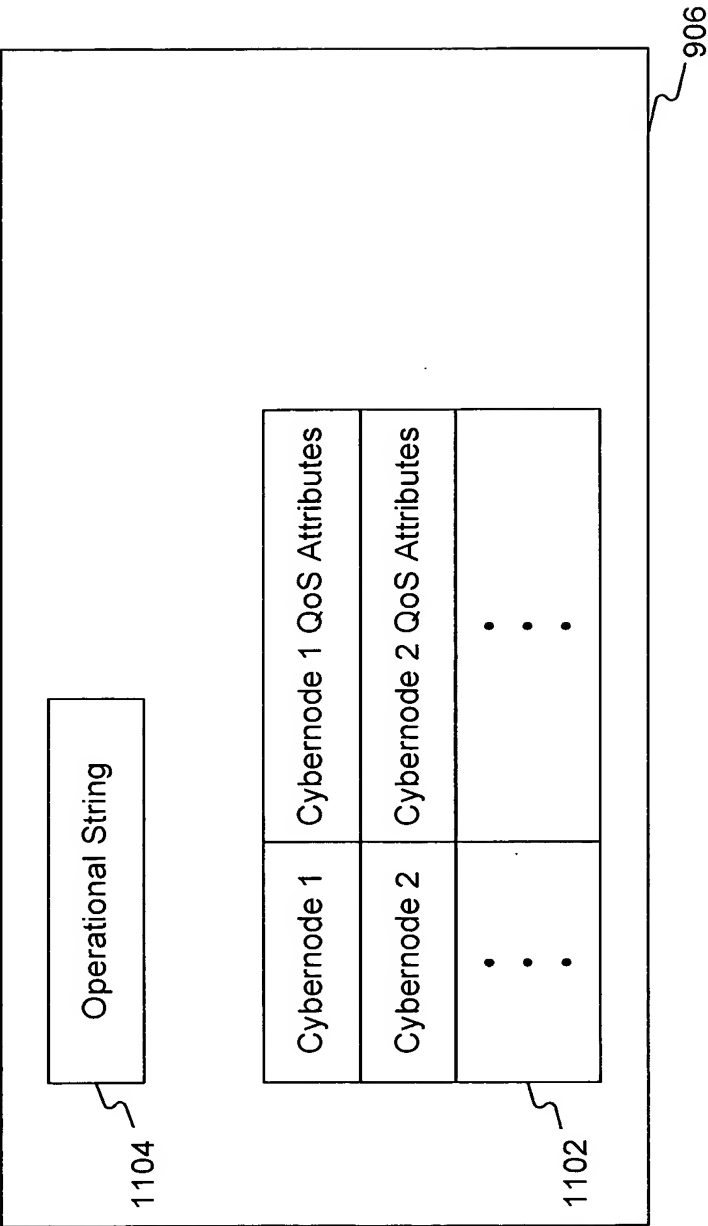 1104
Operational String
Cybernode 1
Cybernode 1 QoS Attributes
Cybernode 2
Cybernode 2 QoS Attributes
1102
906